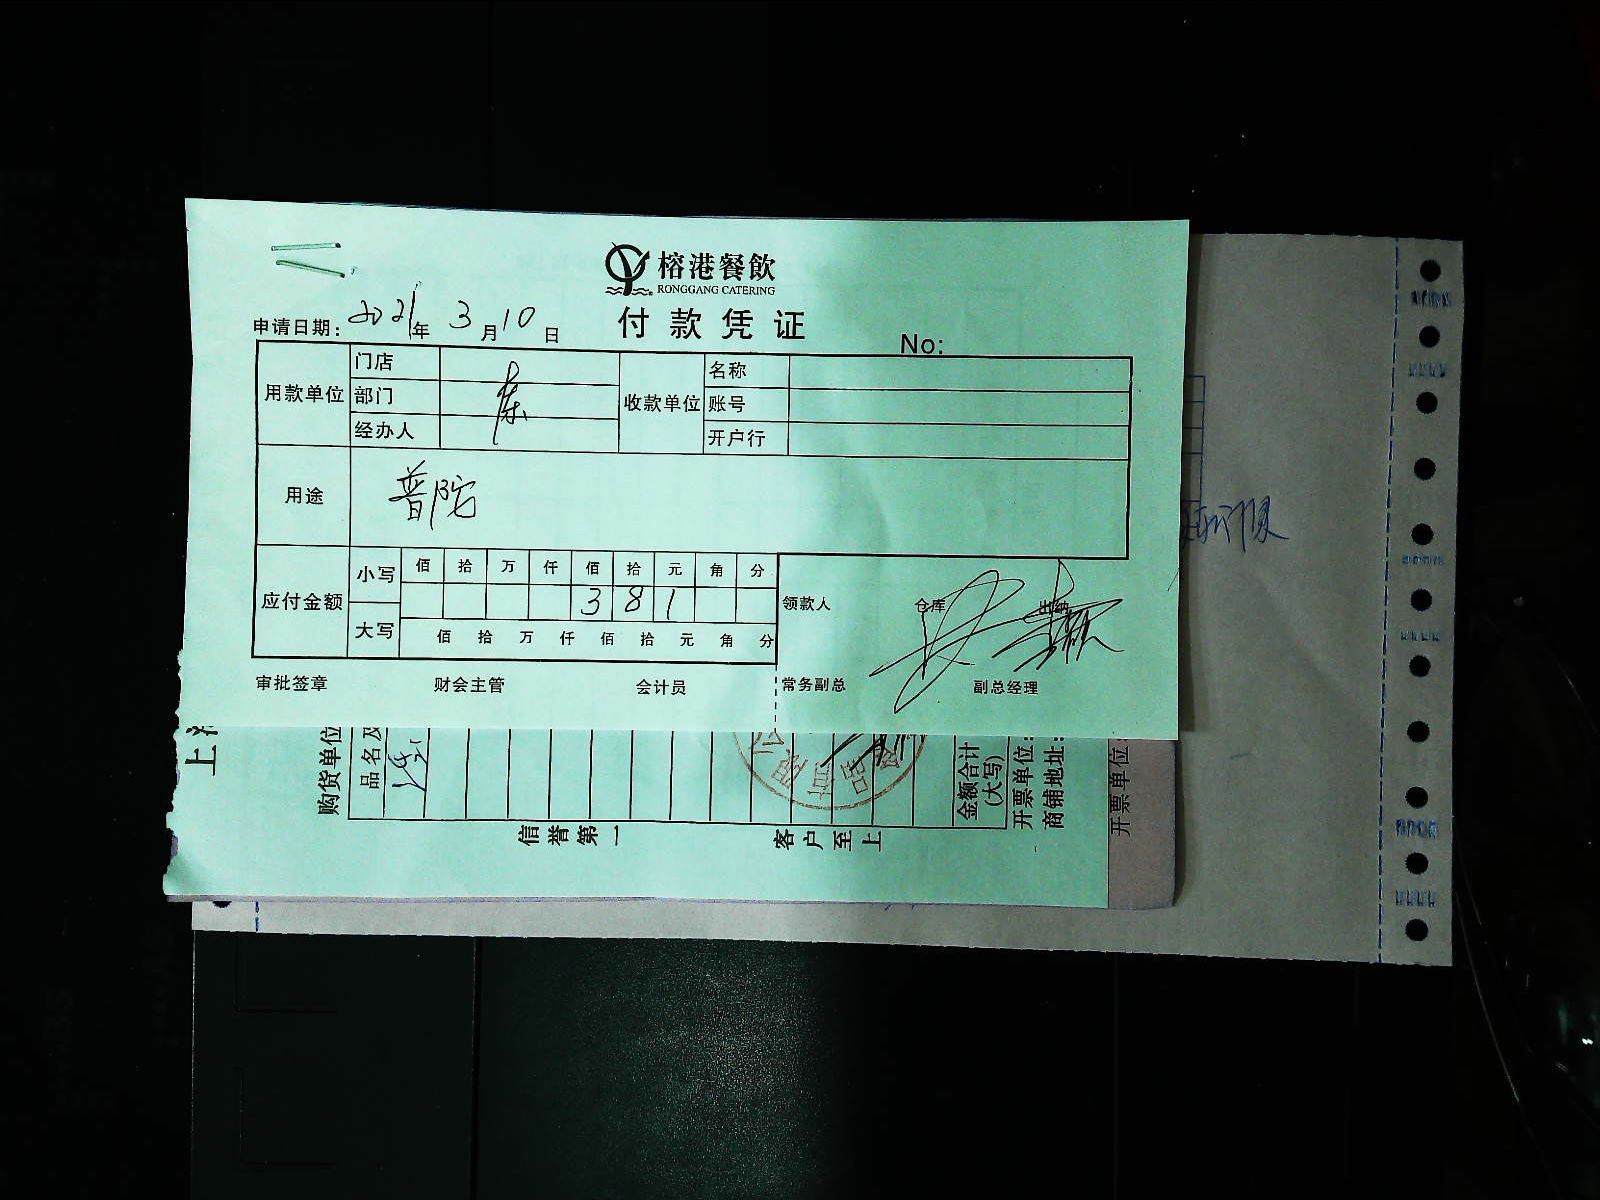 榕港餐飲
RONGGANG CATERING
付款凭证
申请日期: 2021年 3月10日
No:
用款单位 门店 收款单位 名称
部门 账号
经办人 开户行
用途 普陀
应付金额 小写 佰 拾 万 仟 佰 拾 元 角 分
3 8 1
大写 佰 拾 万 仟 佰 拾 元 角 分
领款人 仓库 出纳
审批签章 财会主管 会计员 常务副总 副总经理
上
购货单位
品名及
信誉第一 客户至上
金额合计
(大写)
开票单位:
商铺地址:
开票单位: